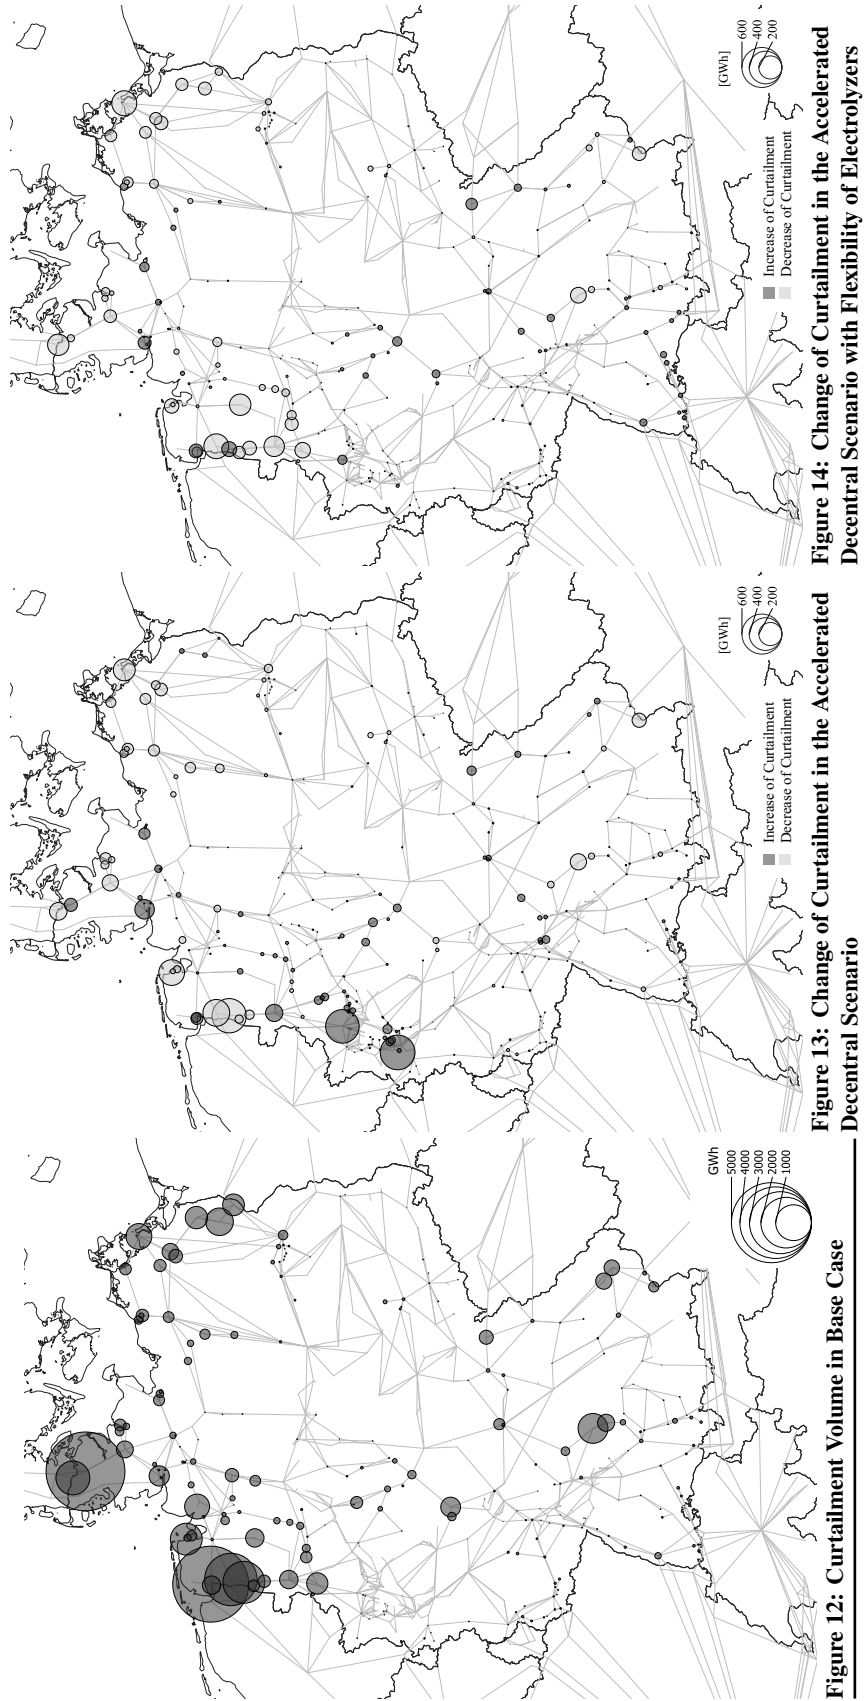 Figure 12: Curtailment Volume in Base Case
GWh
5000
4000
3000
2000
1000
Figure 13: Change of Curtailment in the Accelerated
Decentral Scenario
Increase of Curtailment
Decrease of Curtailment
[GWh]
600
400
200
Figure 14: Change of Curtailment in the Accelerated
Decentral Scenario with Flexibility of Electrolyzers
Increase of Curtailment
Decrease of Curtailment
[GWh]
600
400
200